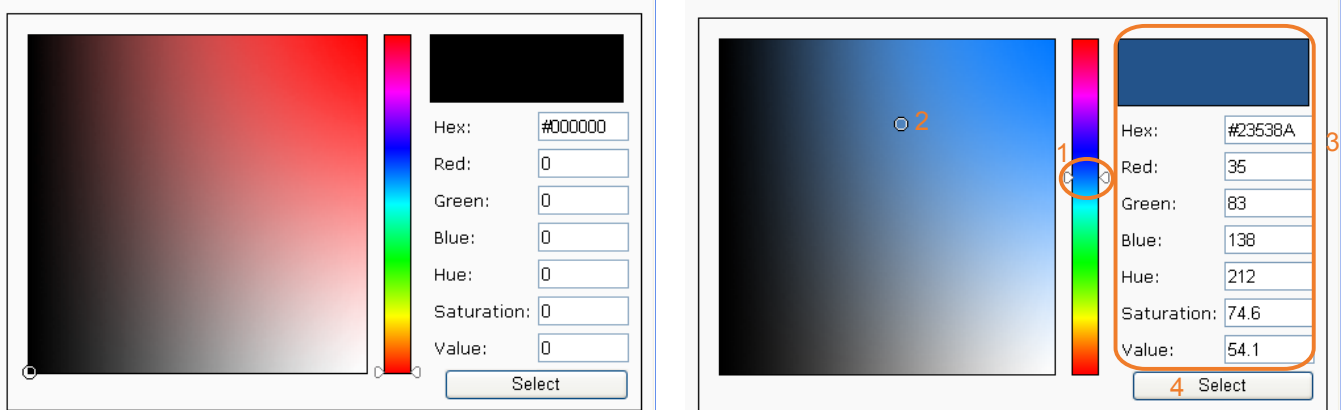 Hex: #000000
Red: 0
Green: 0
Blue: 0
Hue: 0
Saturation: 0
Value: 0
Select
1
2
3
Hex: #23538A
Red: 35
Green: 83
Blue: 138
Hue: 212
Saturation: 74.6
Value: 54.1
4 Select